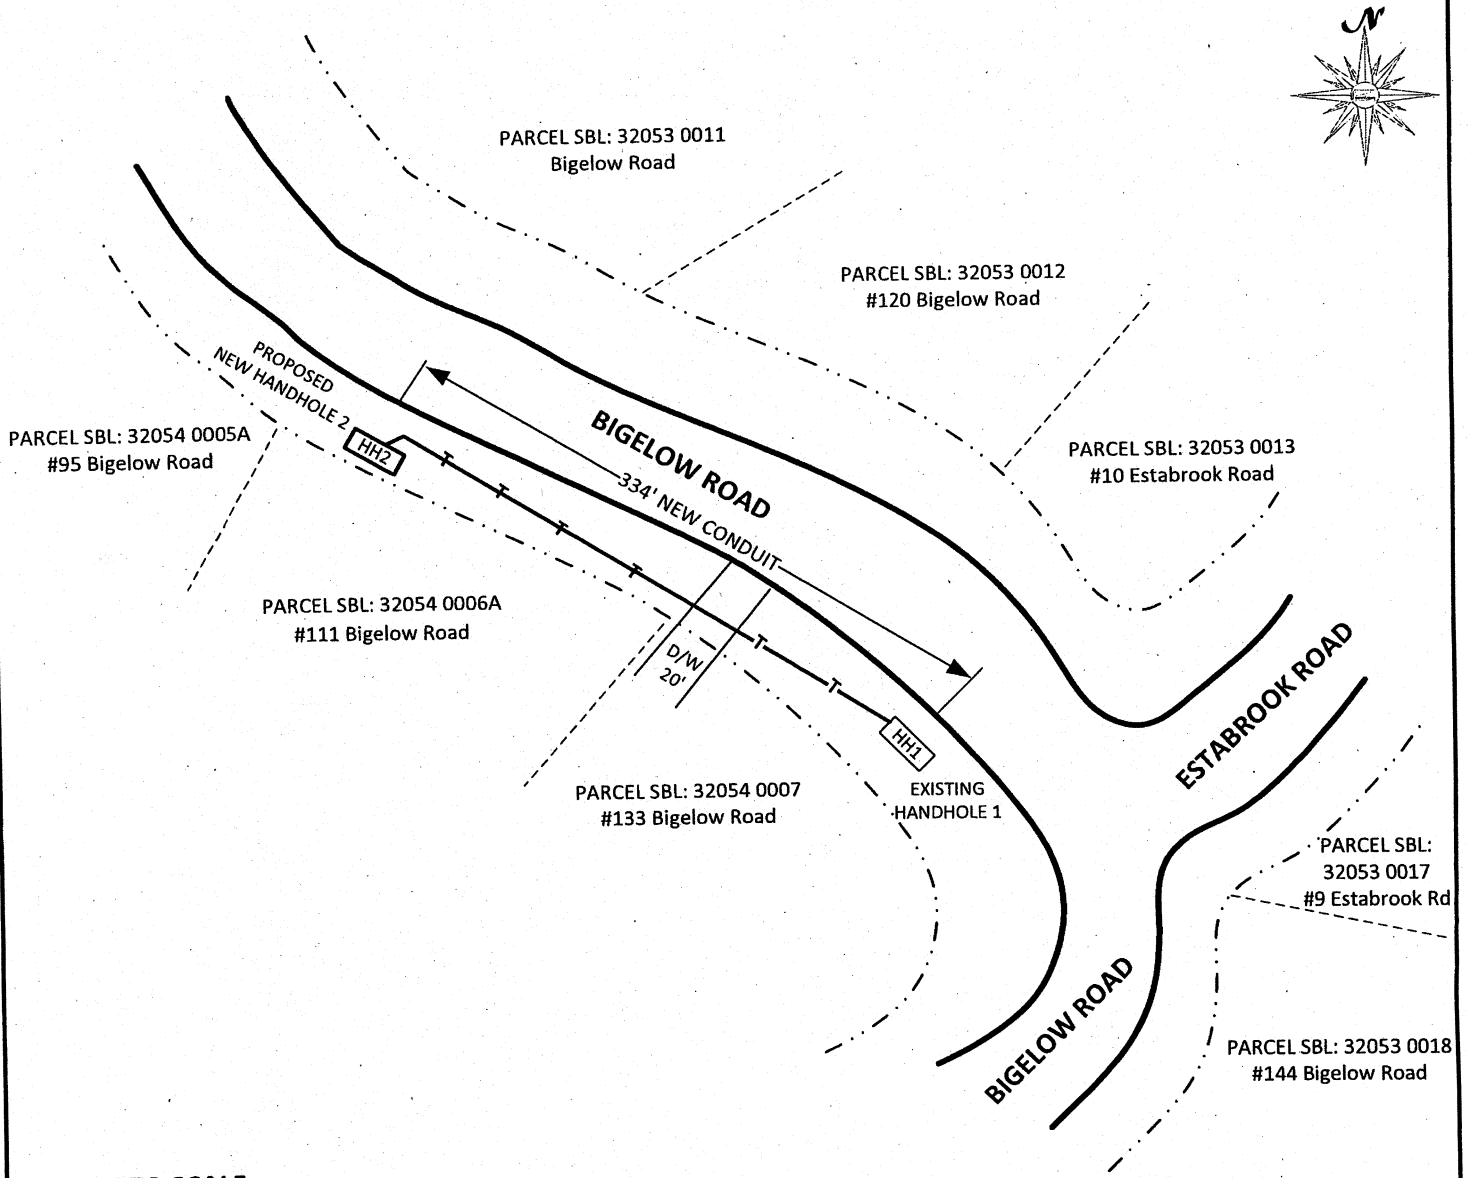 N
PARCEL SBL: 32053 0011
Bigelow Road
PARCEL SBL: 32053 0012
#120 Bigelow Road
PARCEL SBL: 32053 0013
#10 Estabrook Road
PROPOSED
NEW HANDHOLE 2
HH2
PARCEL SBL: 32054 0005A
#95 Bigelow Road
BIGELOW ROAD
334' NEW CONDUIT
T
T
T
T
T
T
PARCEL SBL: 32054 0006A
#111 Bigelow Road
D/W
20'
HH1
EXISTING
HANDHOLE 1
ESTABROOK ROAD
PARCEL SBL: 32054 0007
#133 Bigelow Road
PARCEL SBL:
32053 0017
#9 Estabrook Rd
BIGELOW ROAD
PARCEL SBL: 32053 0018
#144 Bigelow Road